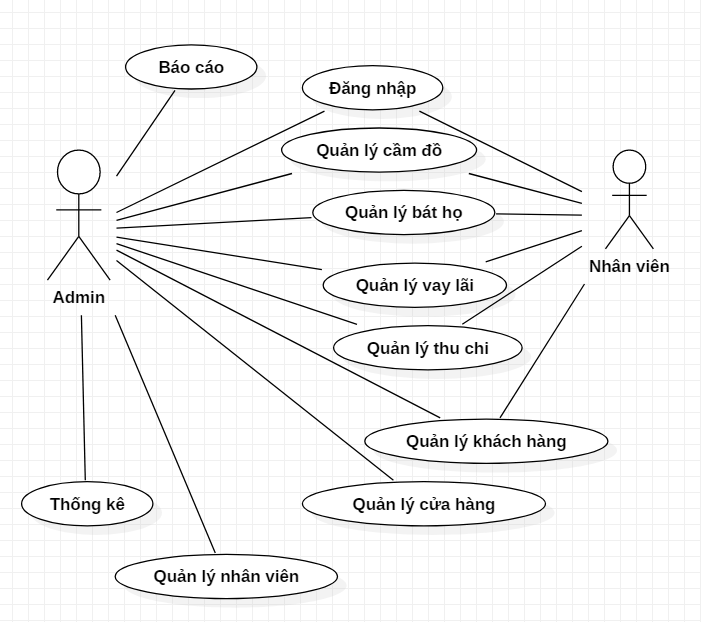 Báo cáo
Đăng nhập
Quản lý cầm đồ
Quản lý bát họ
Nhân viên
Quản lý vay lãi
Admin
Quản lý thu chi
Quản lý khách hàng
Thống kê
Quản lý cửa hàng
Quản lý nhân viên